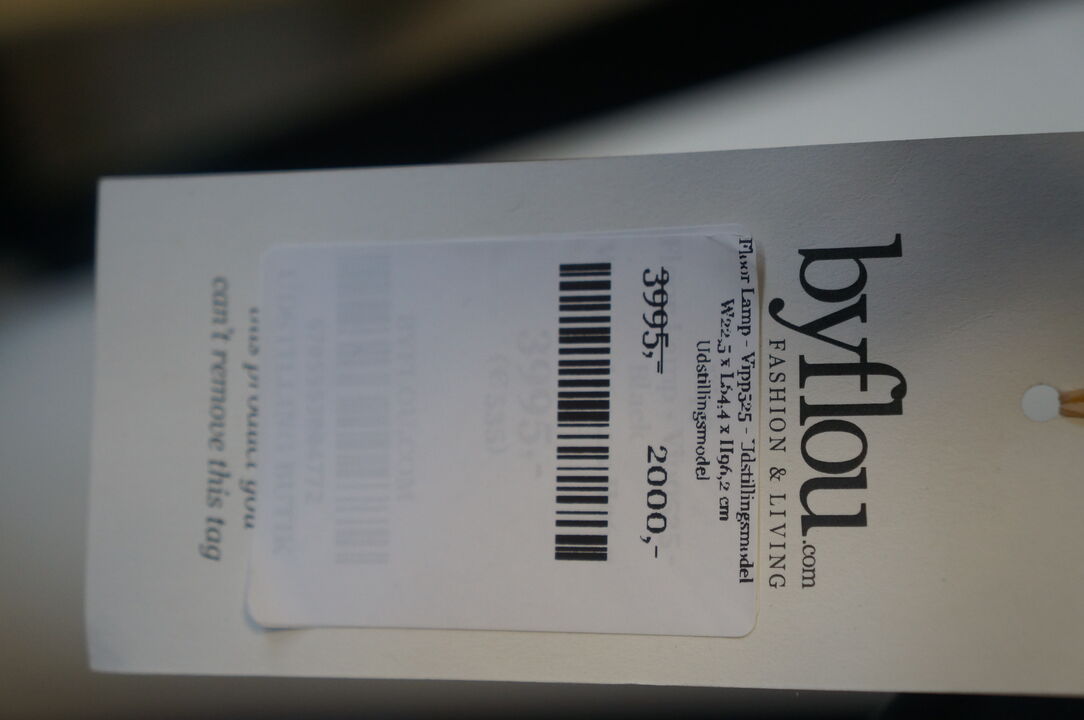 byflou.com
FASHION & LIVING
Floor Lamp - Vipp525 - Udstillingsmodel
W22,5 x L54,4 x H96,2 cm
Udstillingsmodel
3995,- 2000,-
you
can't remove this tag